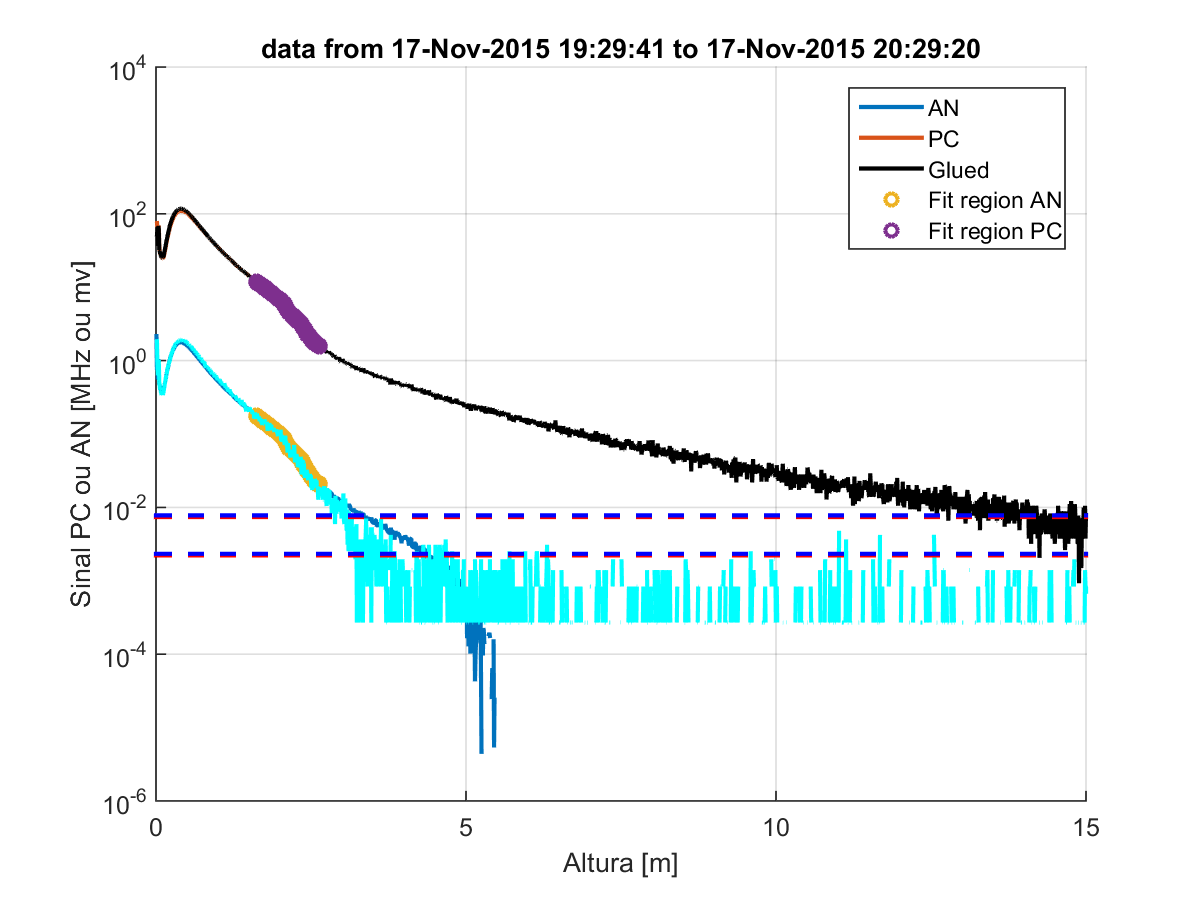 data from 17-Nov-2015 19:29:41 to 17-Nov-2015 20:29:20
10^4
10^2
10^0
10^-2
10^-4
10^-6
Sinal PC ou AN [MHz ou mv]
AN
PC
Glued
Fit region AN
Fit region PC
0 5 10 15
Altura [m]